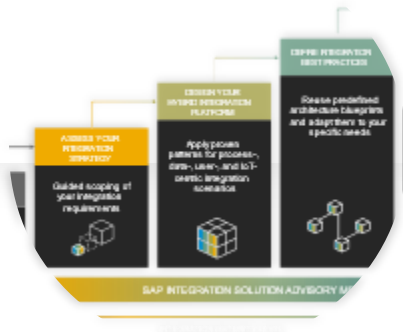 ASSESS YOUR
INTEGRATION
STRATEGY
Guided scoping of
your integration
requirements
DESIGN YOUR
HYBRID INTEGRATION
PLATFORM
Apply proven
patterns for process-,
data-, user-, and IoT-
centric integration
scenarios
DEFINE INTEGRATION
BEST PRACTICES
Reuse predefined
architecture blueprints
and adapt them to your
specific needs
SAP INTEGRATION SOLUTION ADVISORY M